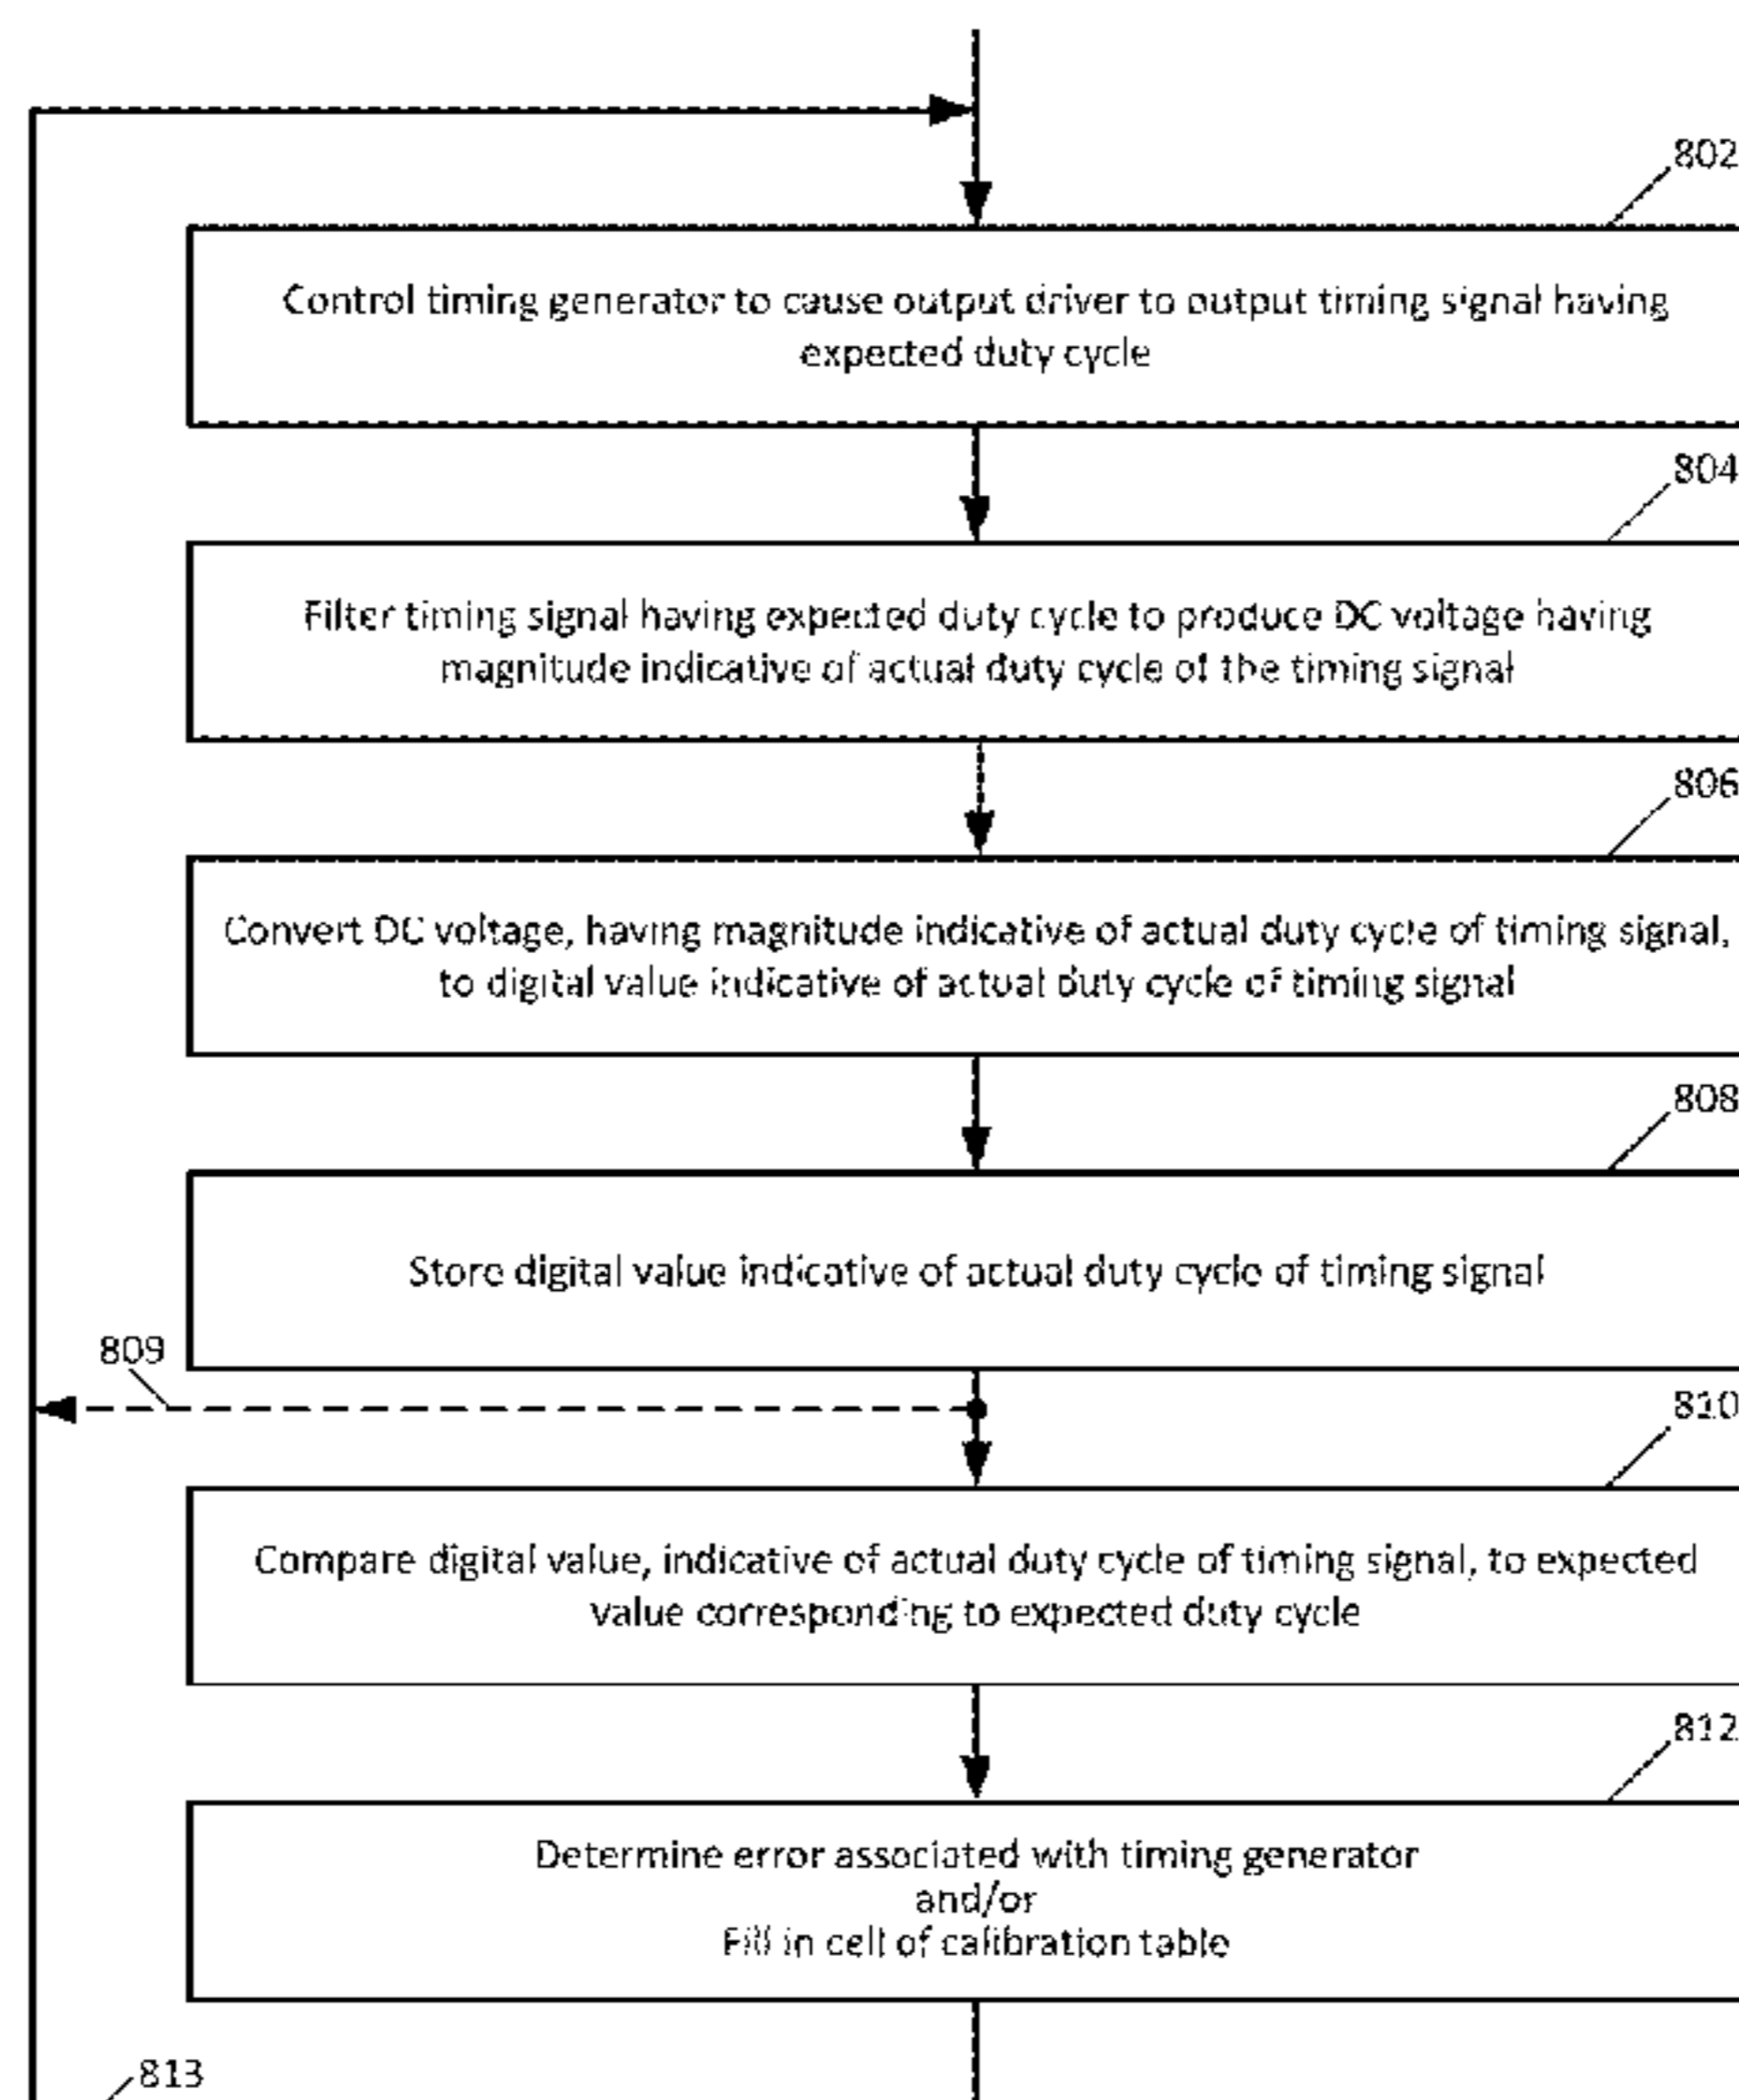 802
Control timing generator to cause output driver to output timing signal having
expected duty cycle
804
Filter timing signal having expected duty cycle to produce DC voltage having
magnitude indicative of actual duty cycle of the timing signal
806
Convert DC voltage, having magnitude indicative of actual duty cycle of timing signal,
to digital value indicative of actual duty cycle of timing signal
808
Store digital value indicative of actual duty cycle of timing signal
809
810
Compare digital value, indicative of actual duty cycle of timing signal, to expected
value corresponding to expected duty cycle
812
Determine error associated with timing generator
and/or
Fill in cell of calibration table
813